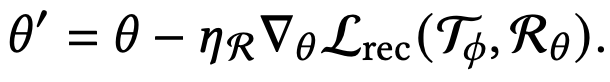 θ′ = θ − η_ℛ ∇_θ ℒ_rec(𝒯_ϕ, ℛ_θ).